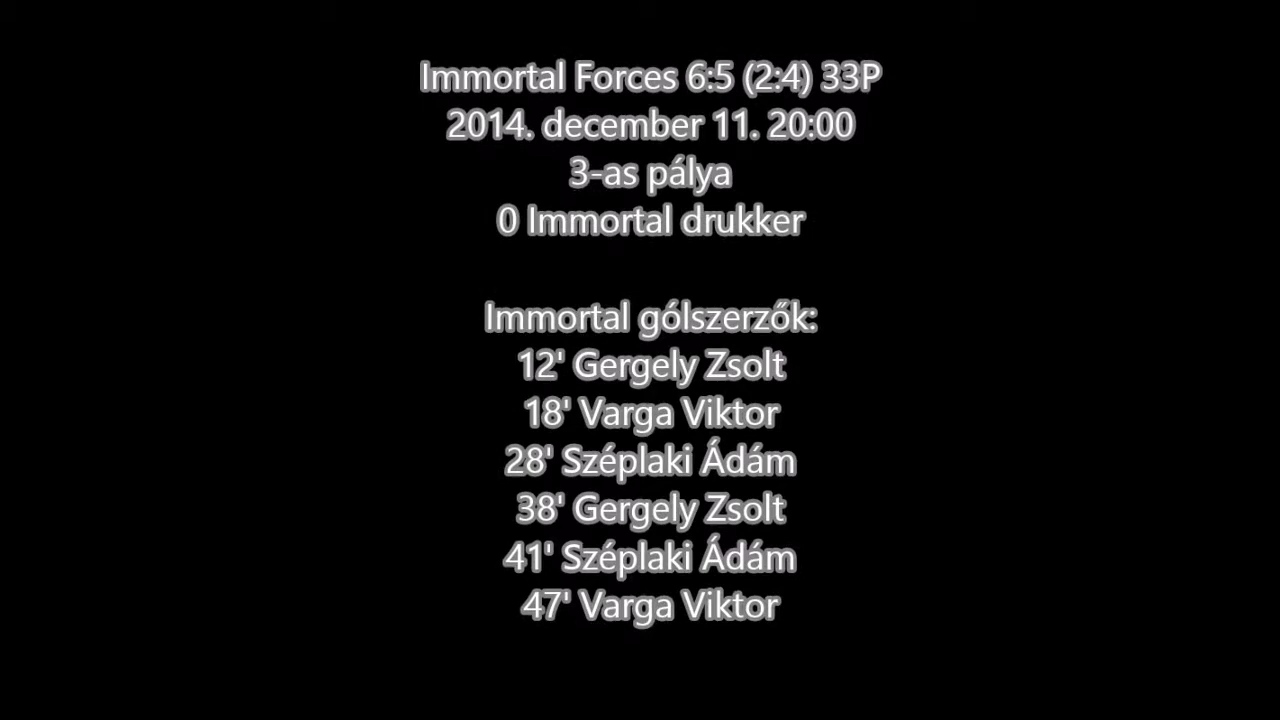 Immortal Forces 6:5 (2:4) 33P
2014. december 11. 20:00
3-as pálya
0 Immortal drukker
Immortal gólszerzők:
12' Gergely Zsolt
18' Varga Viktor
28' Széplaki Ádám
38' Gergely Zsolt
41' Széplaki Ádám
47' Varga Viktor